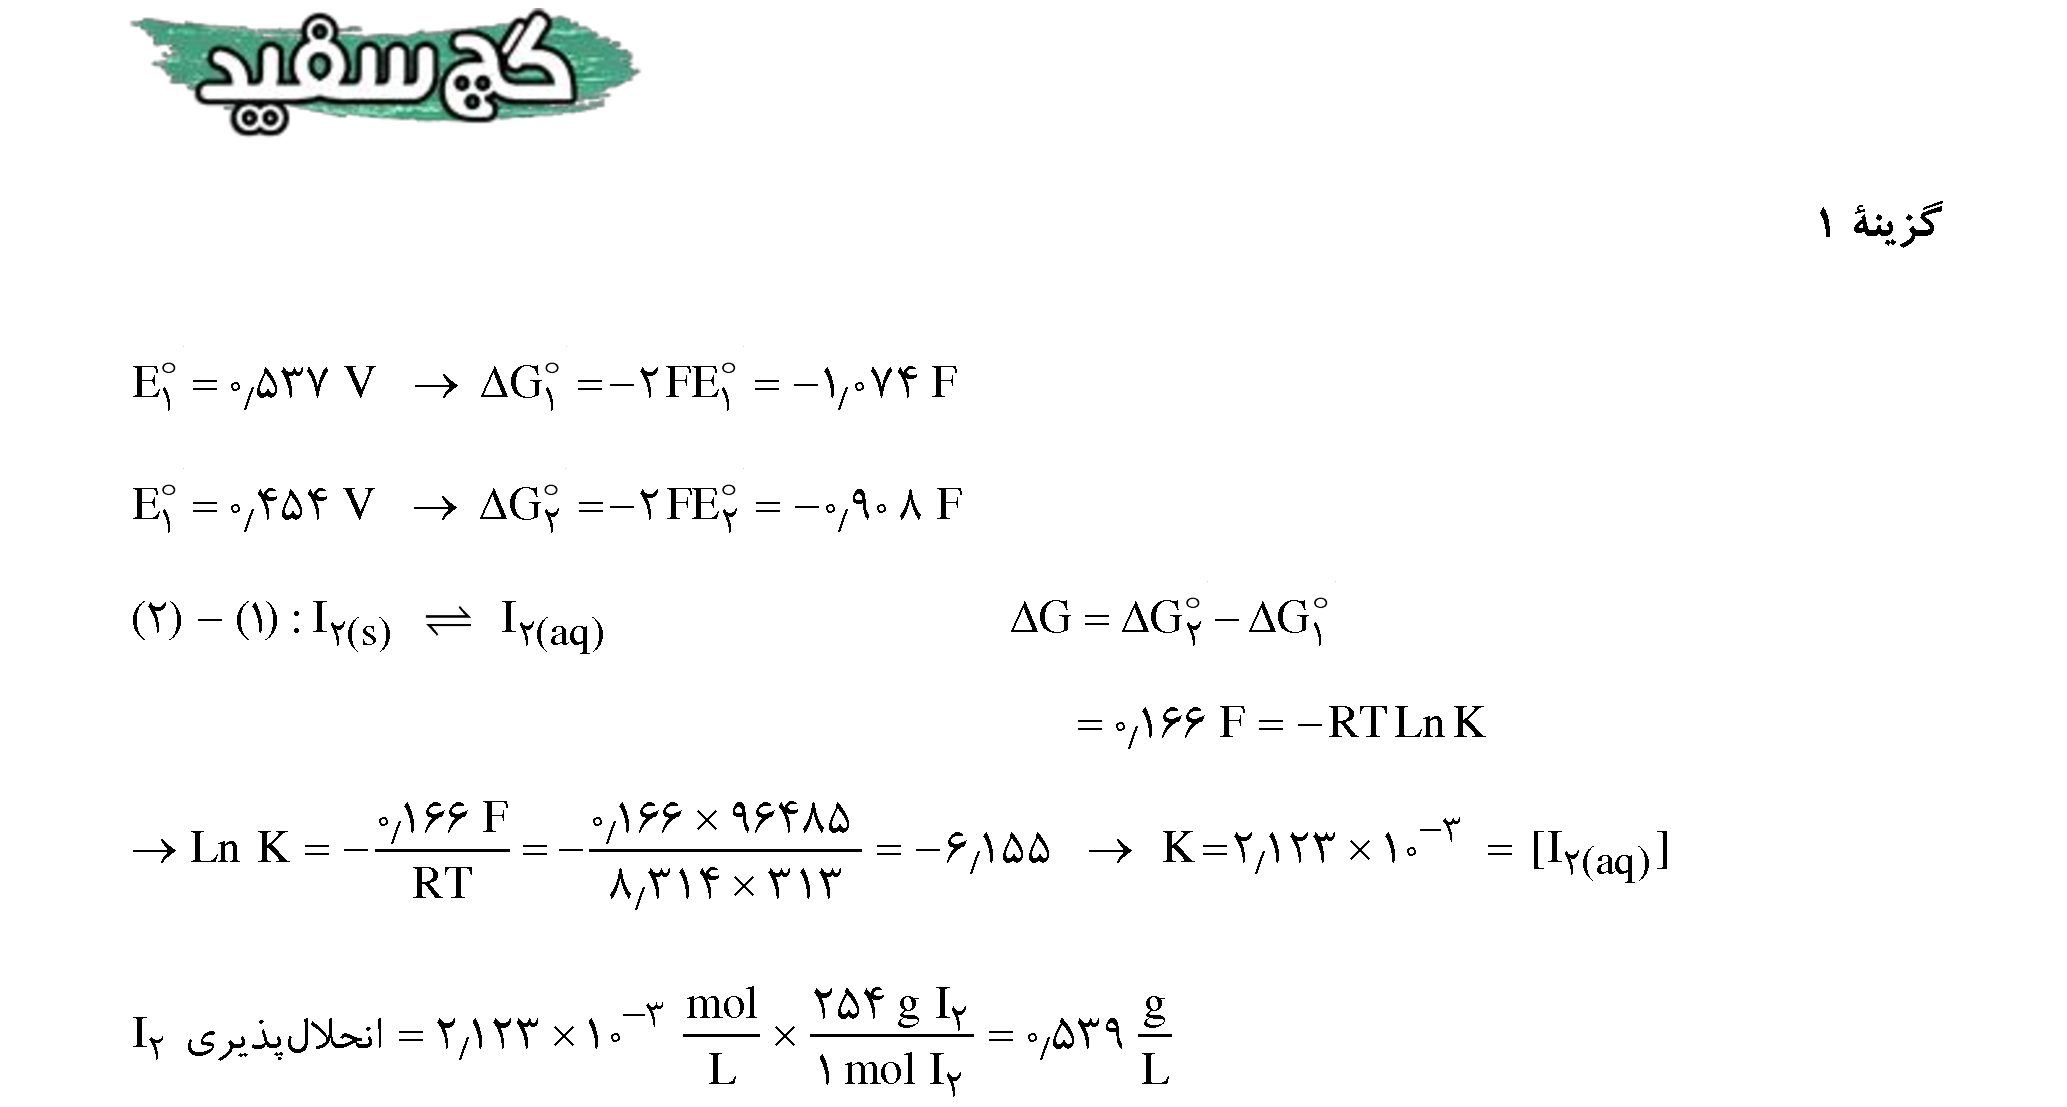 گچ سفید
گزینهٔ ۱
E°۱ = ۰٫۵۳۷ V → ΔG°۱ = −۲FE°۱ = −۱٫۰۷۴ F
E°۱ = ۰٫۴۵۴ V → ΔG°۲ = −۲FE°۲ = −۰٫۹۰۸ F
(۲) − (۱) : I۲(s) ⇌ I۲(aq) ΔG = ΔG°۲ − ΔG°۱
= ۰٫۱۶۶ F = −RT Ln K
→ Ln K = −(۰٫۱۶۶ F / RT) = −(۰٫۱۶۶ × ۹۶۴۸۵ / ۸٫۳۱۴ × ۳۱۳) = −۶٫۱۵۵ → K = ۲٫۱۲۳ × ۱۰^−۳ = [I۲(aq)]
I۲ انحلال‌پذیری = ۲٫۱۲۳ × ۱۰^−۳ mol/L × ۲۵۴ g I۲ / ۱ mol I۲ = ۰٫۵۳۹ g/L